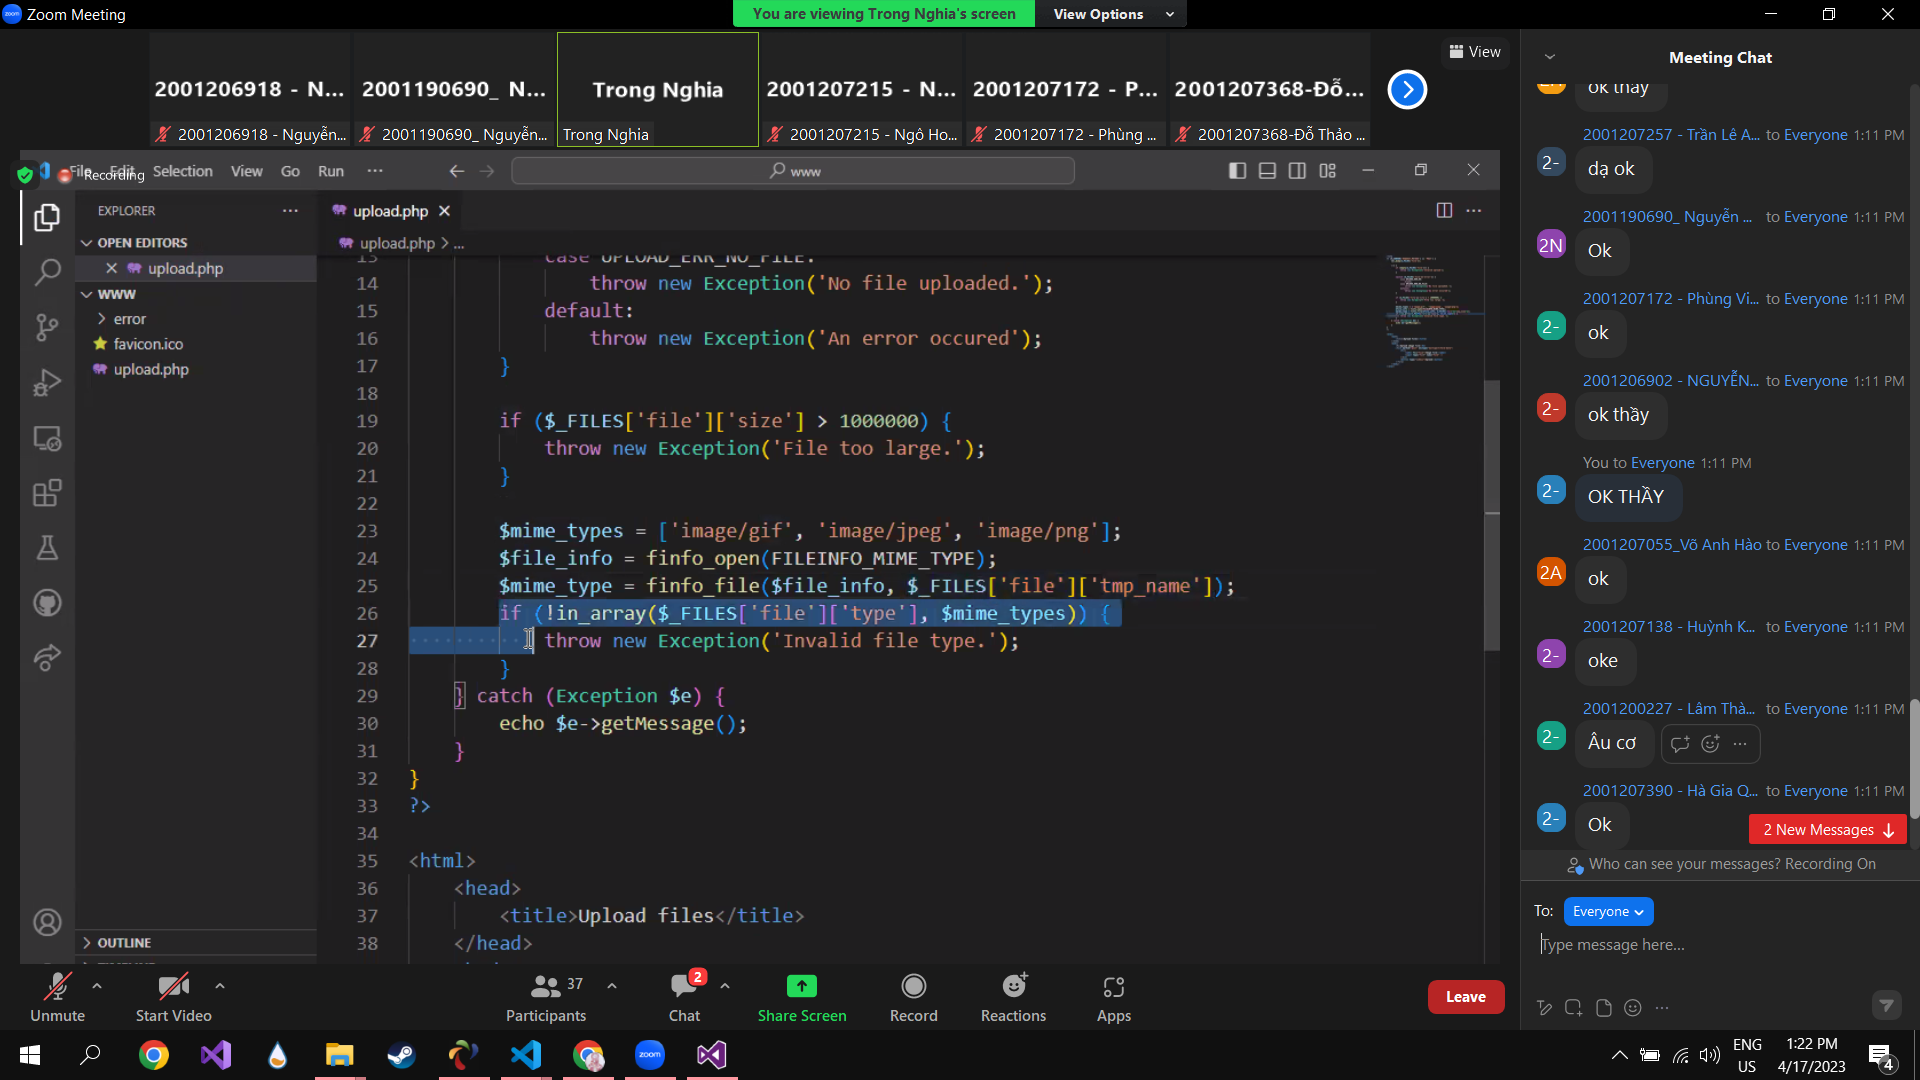 Zoom Meeting
You are viewing Trong Nghia's screen
View Options
2001206918 - N...
2001190690_ N...
Trong Nghia
2001207215 - N...
2001207172 - P...
2001207368-Đỗ...
View
2001206918 - Nguyễn...
2001190690_ Nguyễn...
Trong Nghia
2001207215 - Ngô Ho...
2001207172 - Phùng ...
2001207368-Đỗ Thảo ...
Recording
File Edit Selection View Go Run ...
www
EXPLORER
OPEN EDITORS
upload.php
WWW
error
favicon.ico
upload.php
OUTLINE
upload.php
upload.php > ...
13 case UPLOAD_ERR_NO_FILE:
14 throw new Exception('No file uploaded.');
15 default:
16 throw new Exception('An error occured');
17 }
18
19 if ($_FILES['file']['size'] > 1000000) {
20 throw new Exception('File too large.');
21 }
22
23 $mime_types = ['image/gif', 'image/jpeg', 'image/png'];
24 $file_info = finfo_open(FILEINFO_MIME_TYPE);
25 $mime_type = finfo_file($file_info, $_FILES['file']['tmp_name']);
26 if (!in_array($_FILES['file']['type'], $mime_types)) {
27 throw new Exception('Invalid file type.');
28 }
29 } catch (Exception $e) {
30 echo $e->getMessage();
31 }
32 }
33 ?>
34
35 <html>
36 <head>
37 <title>Upload files</title>
38 </head>
Meeting Chat
ok thầy
2001207257 - Trần Lê A... to Everyone 1:11 PM
2-
dạ ok
2001190690_ Nguyễn ... to Everyone 1:11 PM
2N
Ok
2001207172 - Phùng Vi... to Everyone 1:11 PM
2-
ok
2001206902 - NGUYỄN... to Everyone 1:11 PM
2-
ok thầy
You to Everyone 1:11 PM
2-
OK THẦY
2001207055_Võ Anh Hào to Everyone 1:11 PM
2A
ok
2001207138 - Huỳnh K... to Everyone 1:11 PM
2-
oke
2001200227 - Lâm Thà... to Everyone 1:11 PM
2-
Âu cơ
2001207390 - Hà Gia Q... to Everyone 1:11 PM
2-
Ok
2 New Messages
Who can see your messages? Recording On
To: Everyone
Type message here...
Unmute
Start Video
37
Participants
2
Chat
Share Screen
Record
Reactions
Apps
Leave
zoom
ENG
US
1:22 PM
4/17/2023
4